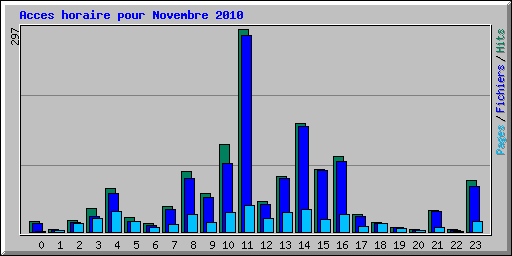 Acces horaire pour Novembre 2010
297
Pages/Fichiers/Hits
0 1 2 3 4 5 6 7 8 9 10 11 12 13 14 15 16 17 18 19 20 21 22 23